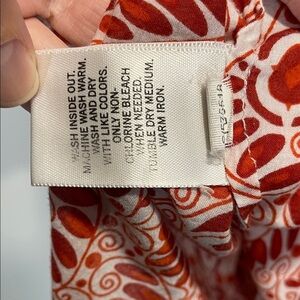 WASH INSIDE OUT.
MACHINE WASH WARM.
WASH AND DRY
WITH LIKE COLORS.
ONLY NON-
CHLORINE BLEACH
WHEN NEEDED.
TUMBLE DRY MEDIUM.
WARM IRON.